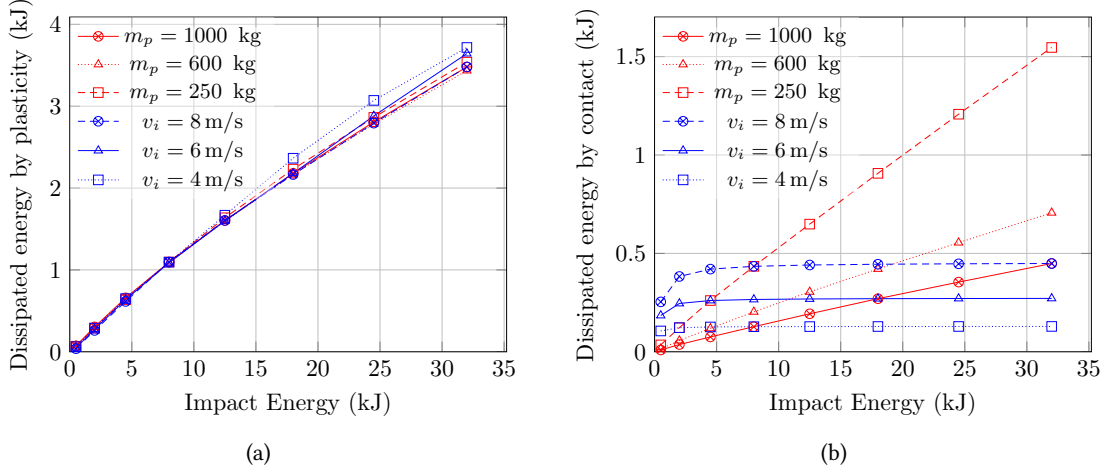 4
3
2
1
0
0
5
10
15
20
25
30
35
Impact Energy (kJ)
Dissipated energy by plasticity (kJ)
m_p = 1000 kg
m_p = 600 kg
m_p = 250 kg
v_i = 8 m/s
v_i = 6 m/s
v_i = 4 m/s
(a)
1.5
1
0.5
0
0
5
10
15
20
25
30
35
Impact Energy (kJ)
Dissipated energy by contact (kJ)
m_p = 1000 kg
m_p = 600 kg
m_p = 250 kg
v_i = 8 m/s
v_i = 6 m/s
v_i = 4 m/s
(b)